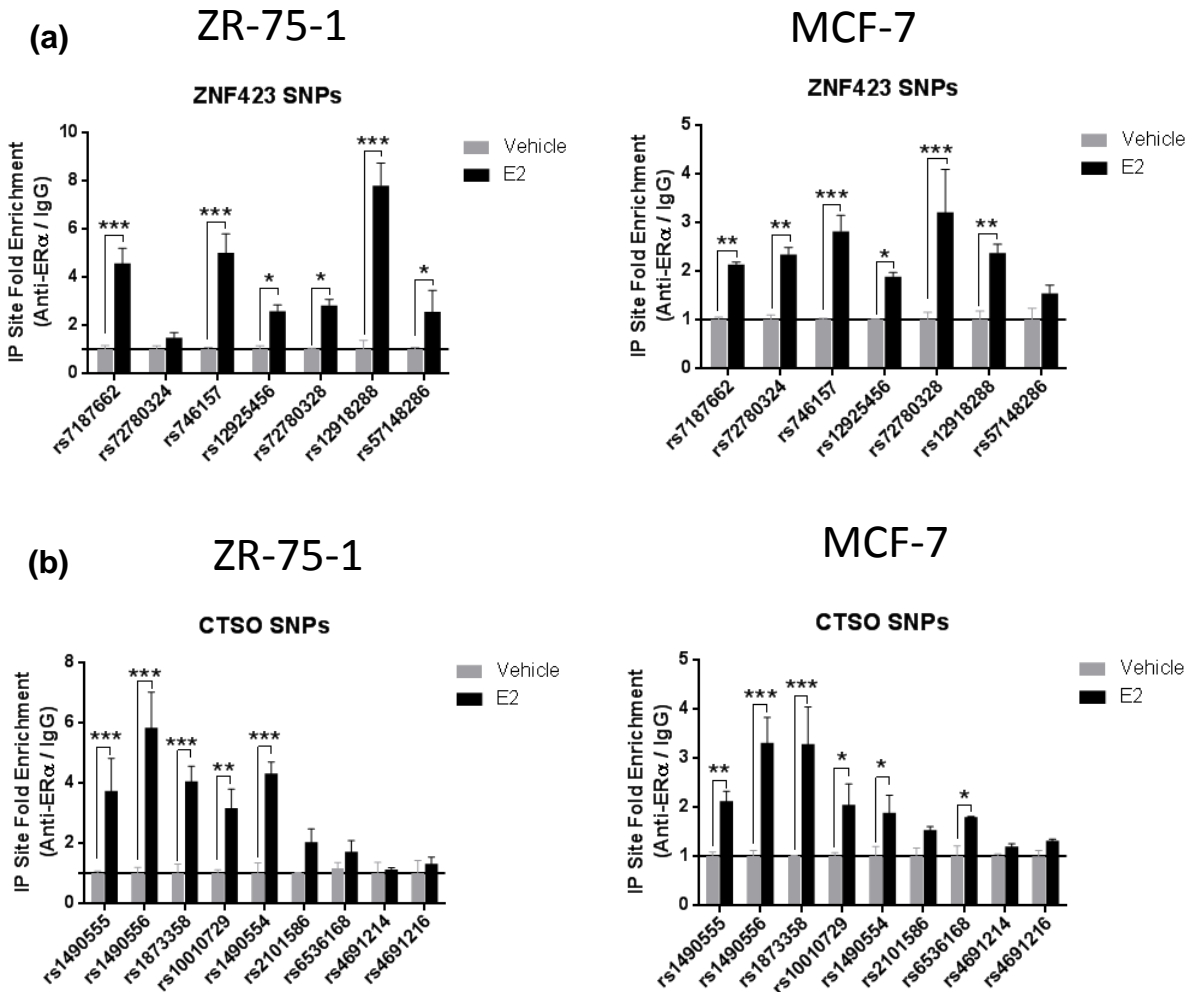 (a)
ZR-75-1
ZNF423 SNPs
IP Site Fold Enrichment
(Anti-ERα / IgG)
10
8
6
4
2
0
***
***
*
*
***
*
Vehicle
E2
rs7187662
rs72780324
rs746157
rs12925456
rs72780328
rs12918288
rs57148286
MCF-7
ZNF423 SNPs
IP Site Fold Enrichment
(Anti-ERα / IgG)
5
4
3
2
1
0
**
**
***
*
***
**
Vehicle
E2
rs7187662
rs72780324
rs746157
rs12925456
rs72780328
rs12918288
rs57148286
(b)
ZR-75-1
CTSO SNPs
IP Site Fold Enrichment
(Anti-ERα / IgG)
8
6
4
2
0
***
***
***
**
***
Vehicle
E2
rs1490555
rs1490556
rs1873358
rs10010729
rs1490554
rs2101586
rs6536168
rs4691214
rs4691216
MCF-7
CTSO SNPs
IP Site Fold Enrichment
(Anti-ERα / IgG)
5
4
3
2
1
0
**
***
***
*
*
*
Vehicle
E2
rs1490555
rs1490556
rs1873358
rs10010729
rs1490554
rs2101586
rs6536168
rs4691214
rs4691216